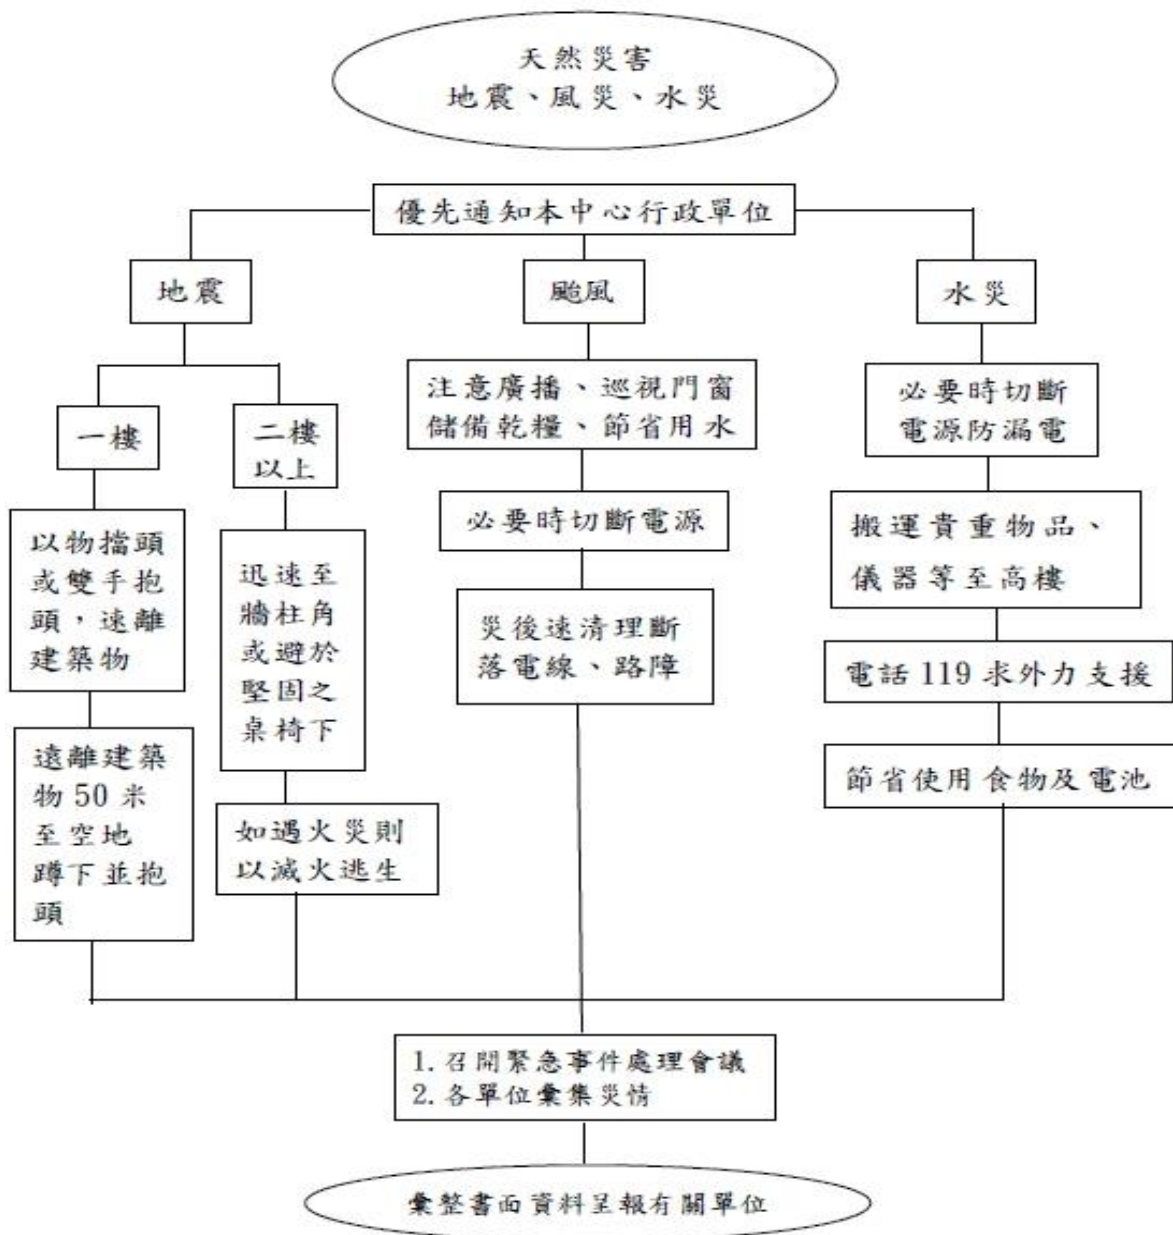 天然災害
地震、風災、水災
優先通知本中心行政單位
地震
颱風
水災
一樓
二樓
以上
注意廣播、巡視門窗
儲備乾糧、節省用水
必要時切斷
電源防漏電
以物擋頭
或雙手抱
頭，速離
建築物
迅速至
牆柱角
或避於
堅固之
桌椅下
必要時切斷電源
搬運貴重物品、
儀器等至高樓
災後速清理斷
落電線、路障
電話 119 求外力支援
遠離建築
物 50 米
至空地
蹲下並抱
頭
如遇火災則
以滅火逃生
節省使用食物及電池
1. 召開緊急事件處理會議
2. 各單位彙集災情
彙整書面資料呈報有關單位